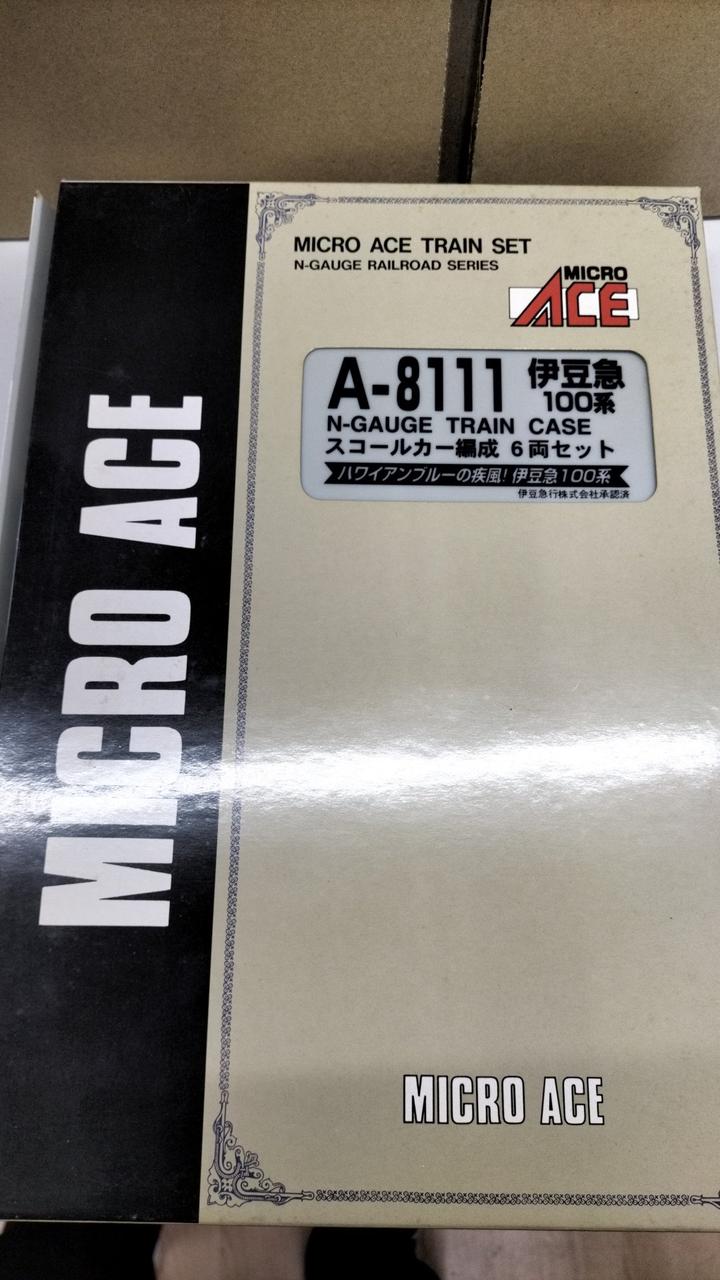 MICRO ACE
MICRO ACE TRAIN SET
N-GAUGE RAILROAD SERIES
MICRO
ACE
A-8111 伊豆急
100系
N-GAUGE TRAIN CASE
スコールカー編成 6両セット
ハワイアンブルーの疾風! 伊豆急100系
伊豆急行株式会社承認済
MICRO ACE